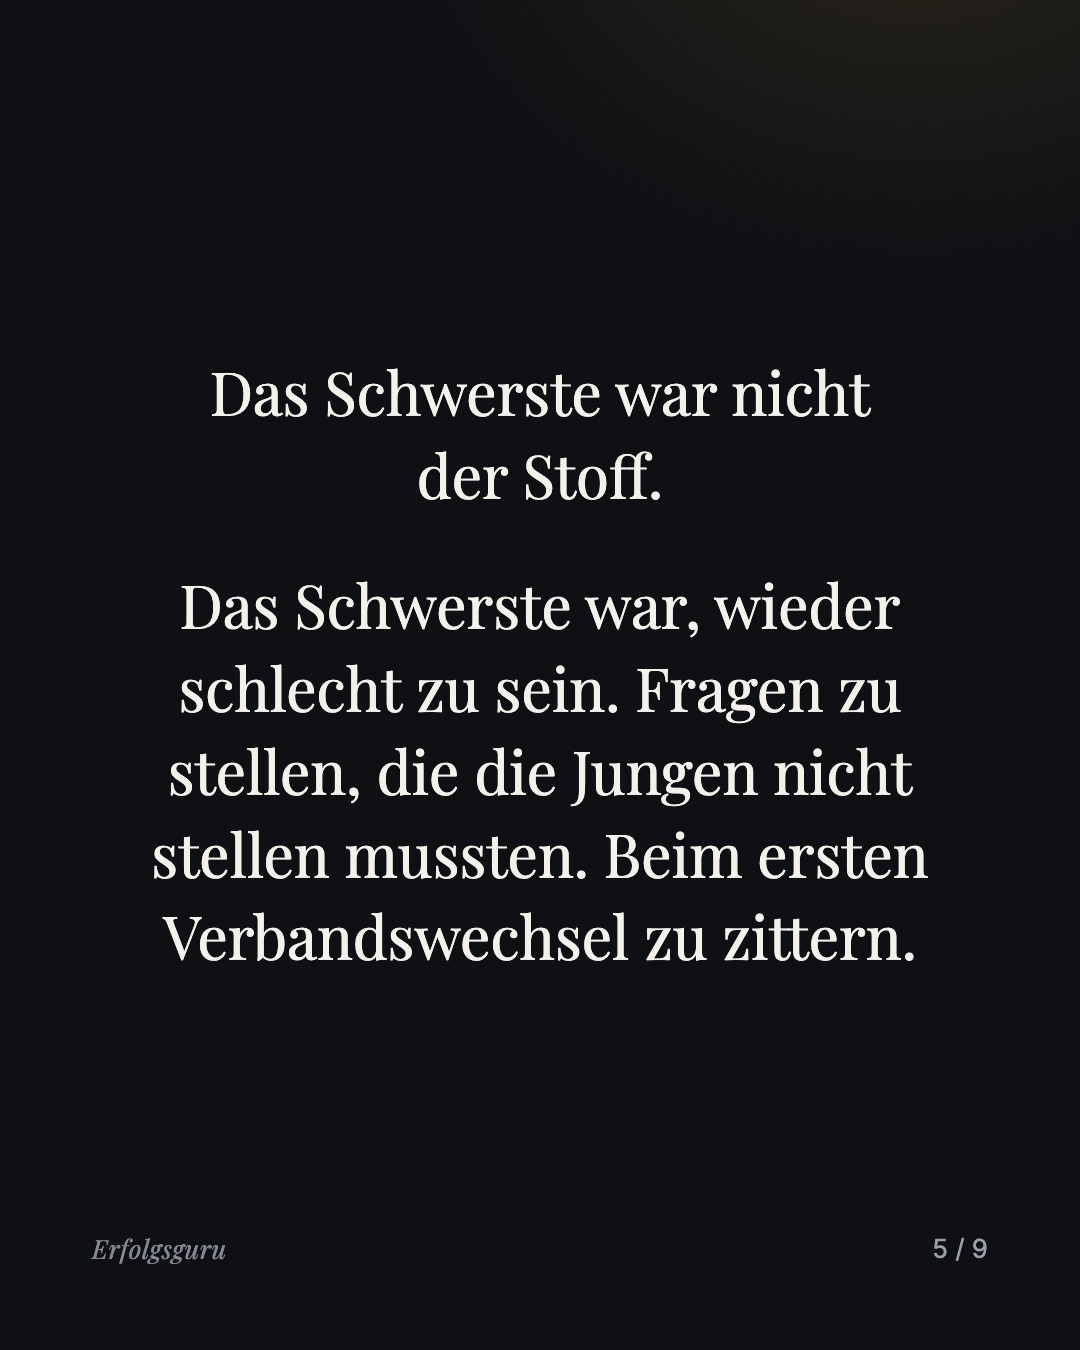 Das Schwerste war nicht
der Stoff.
Das Schwerste war, wieder
schlecht zu sein. Fragen zu
stellen, die die Jungen nicht
stellen mussten. Beim ersten
Verbandswechsel zu zittern.
Erfolgsguru
5 / 9